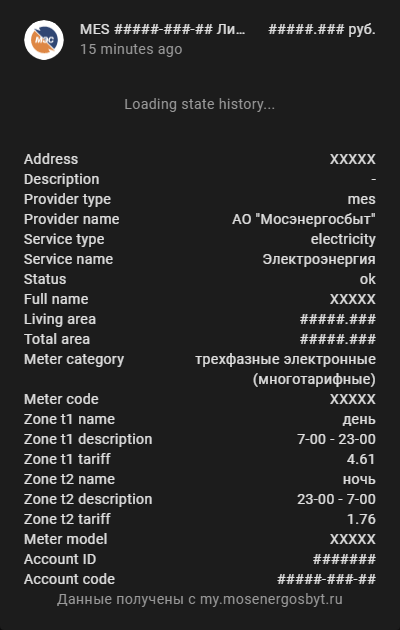 мэс
MES #####-###-## Ли... #####.### руб.
15 minutes ago
Loading state history...
Address XXXXX
Description -
Provider type mes
Provider name АО "Мосэнергосбыт"
Service type electricity
Service name Электроэнергия
Status ok
Full name XXXXX
Living area #####.###
Total area #####.###
Meter category трехфазные электронные
(многотарифные)
Meter code XXXXX
Zone t1 name день
Zone t1 description 7-00 - 23-00
Zone t1 tariff 4.61
Zone t2 name ночь
Zone t2 description 23-00 - 7-00
Zone t2 tariff 1.76
Meter model XXXXX
Account ID #######
Account code #####-###-##
Данные получены с my.mosenergosbyt.ru